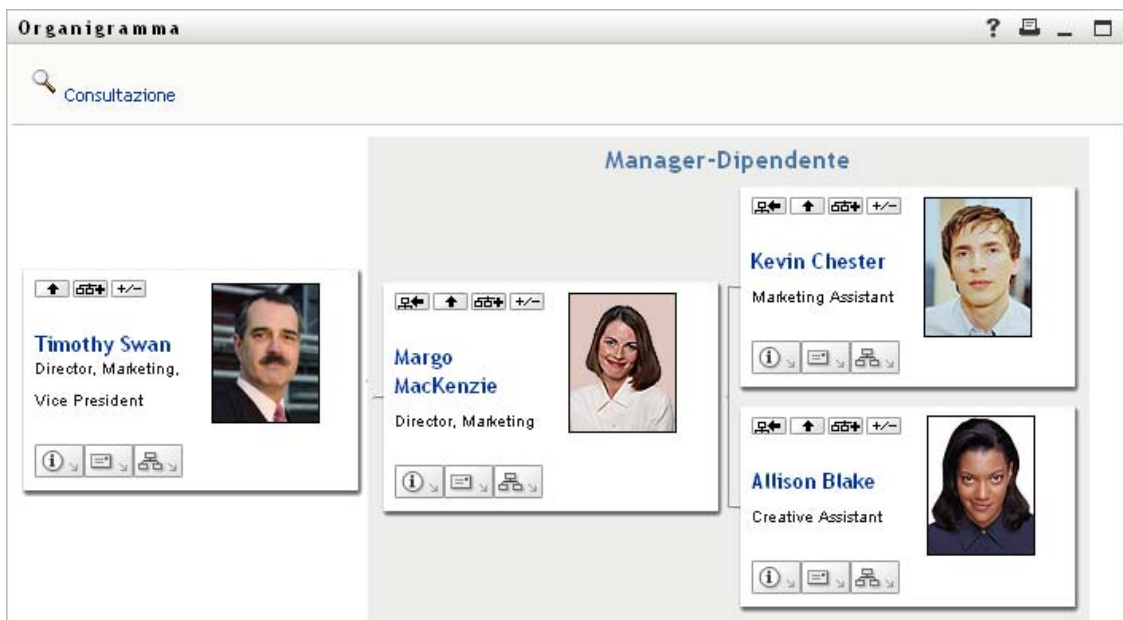 Organigramma
?
Consultazione
Manager-Dipendente
+/-
Timothy Swan
Director, Marketing,
Vice President
+/-
Margo
MacKenzie
Director, Marketing
+/-
Kevin Chester
Marketing Assistant
+/-
Allison Blake
Creative Assistant